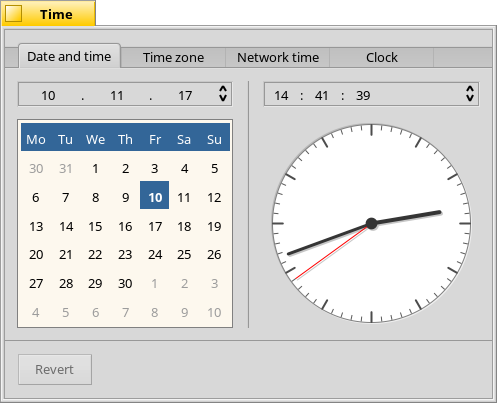 Time
Date and time Time zone Network time Clock
10 . 11 . 17
14 : 41 : 39
Mo Tu We Th Fr Sa Su
30 31 1 2 3 4 5
6 7 8 9 10 11 12
13 14 15 16 17 18 19
20 21 22 23 24 25 26
27 28 29 30 1 2 3
4 5 6 7 8 9 10
Revert